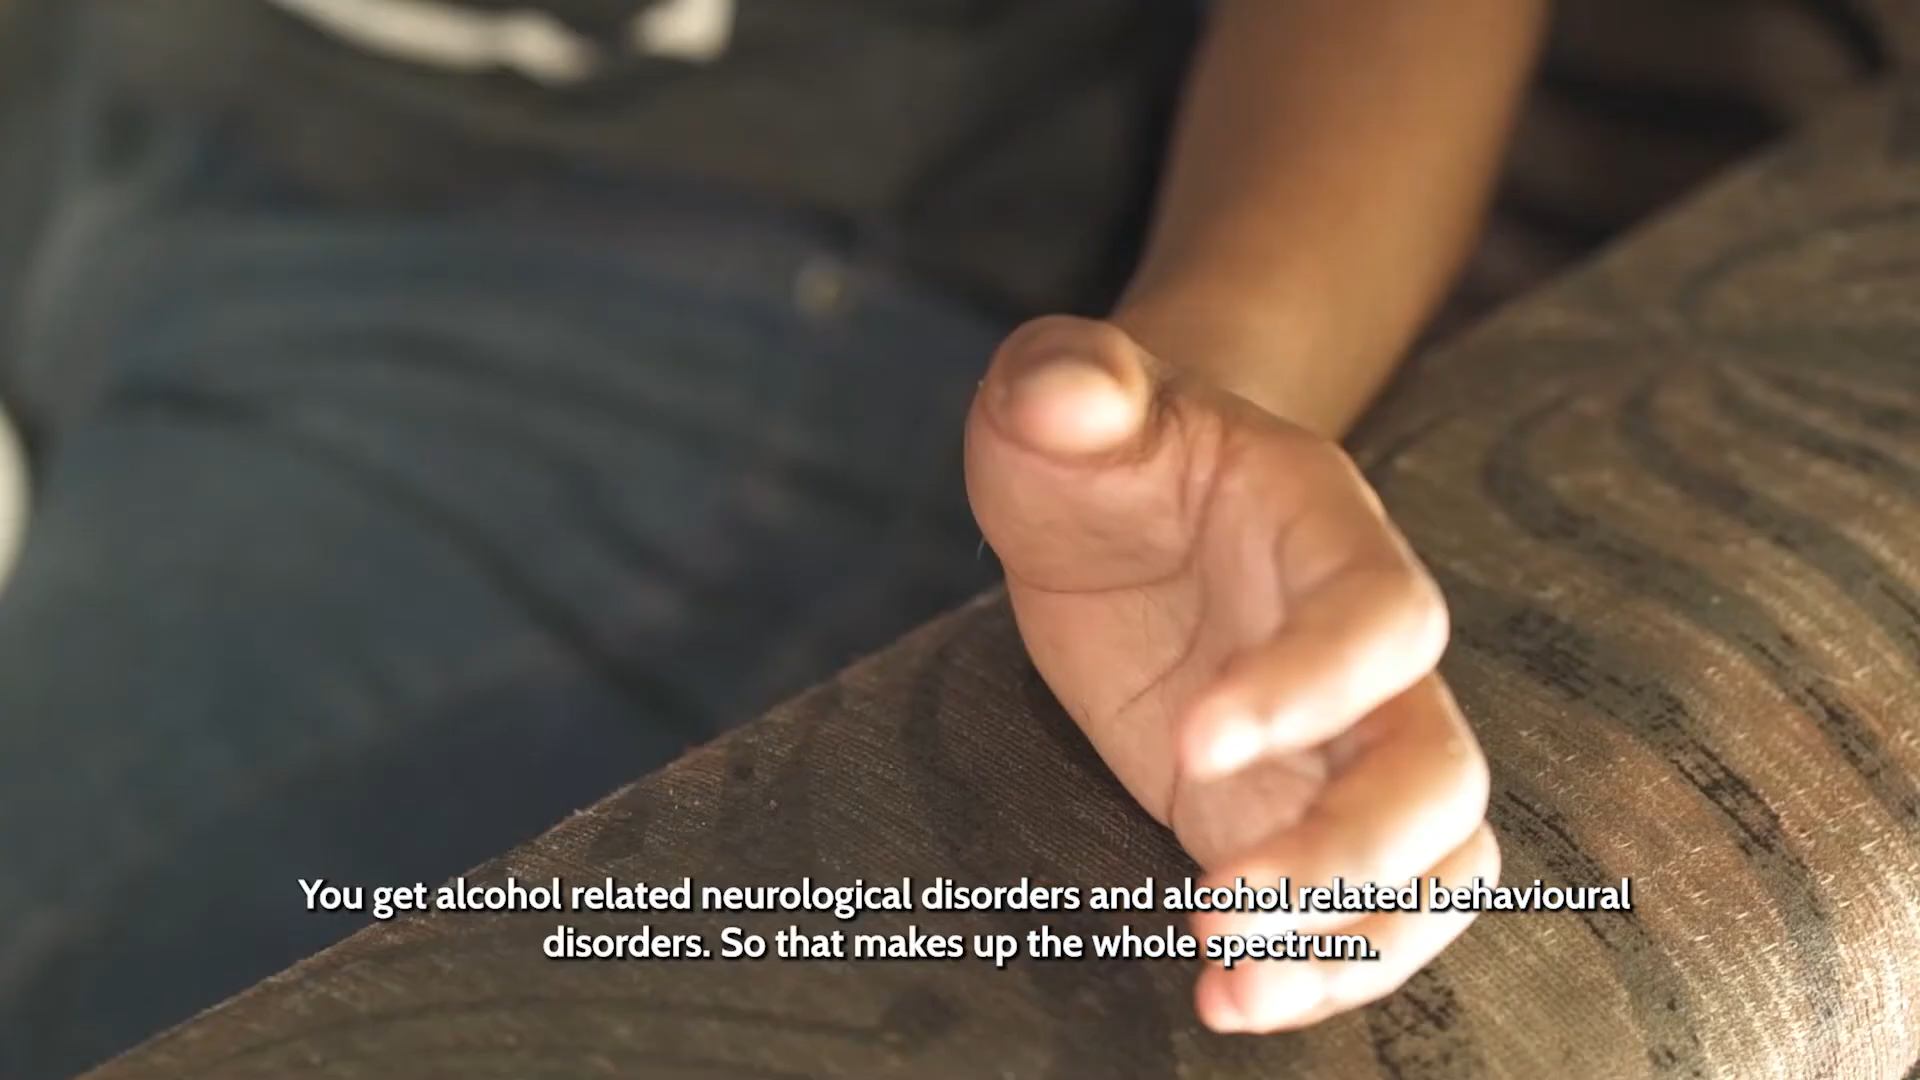 You get alcohol related neurological disorders and alcohol related behavioural
disorders. So that makes up the whole spectrum.